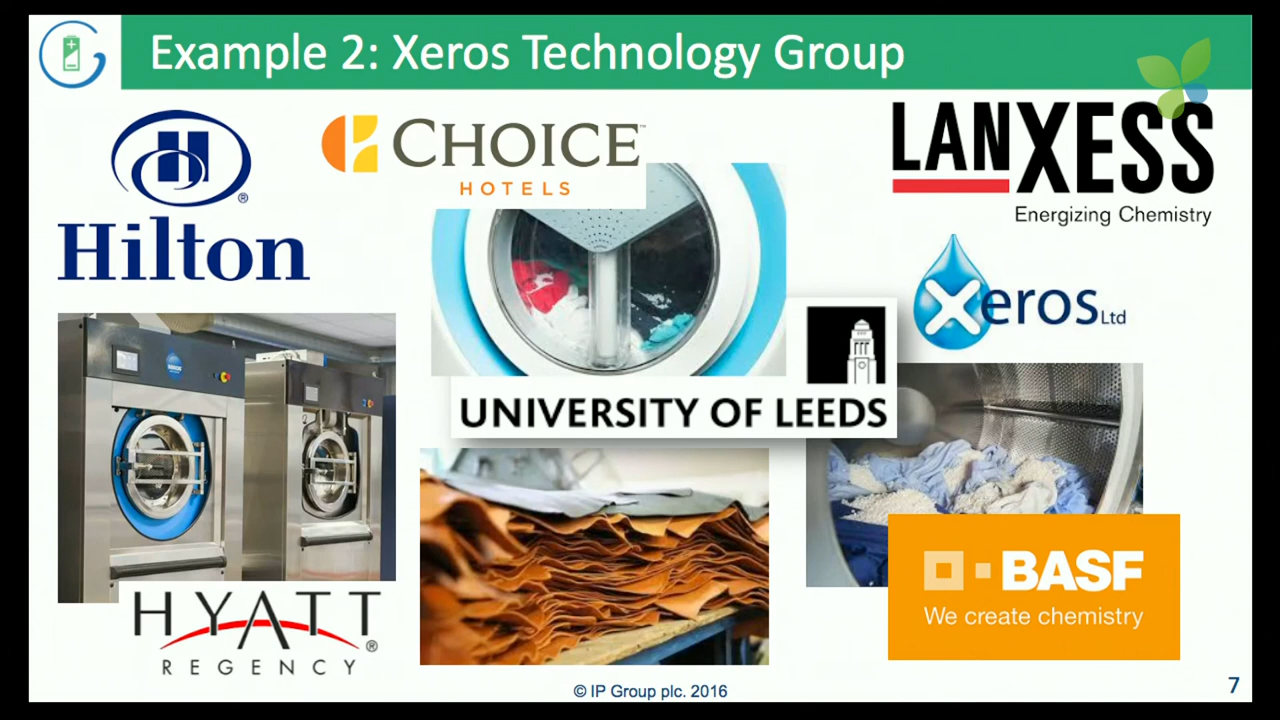 Example 2: Xeros Technology Group
Hilton
®
CHOICE™
HOTELS
LANXESS
Energizing Chemistry
Xeros Ltd
UNIVERSITY OF LEEDS
HYATT®
REGENCY
BASF
We create chemistry
© IP Group plc. 2016
7